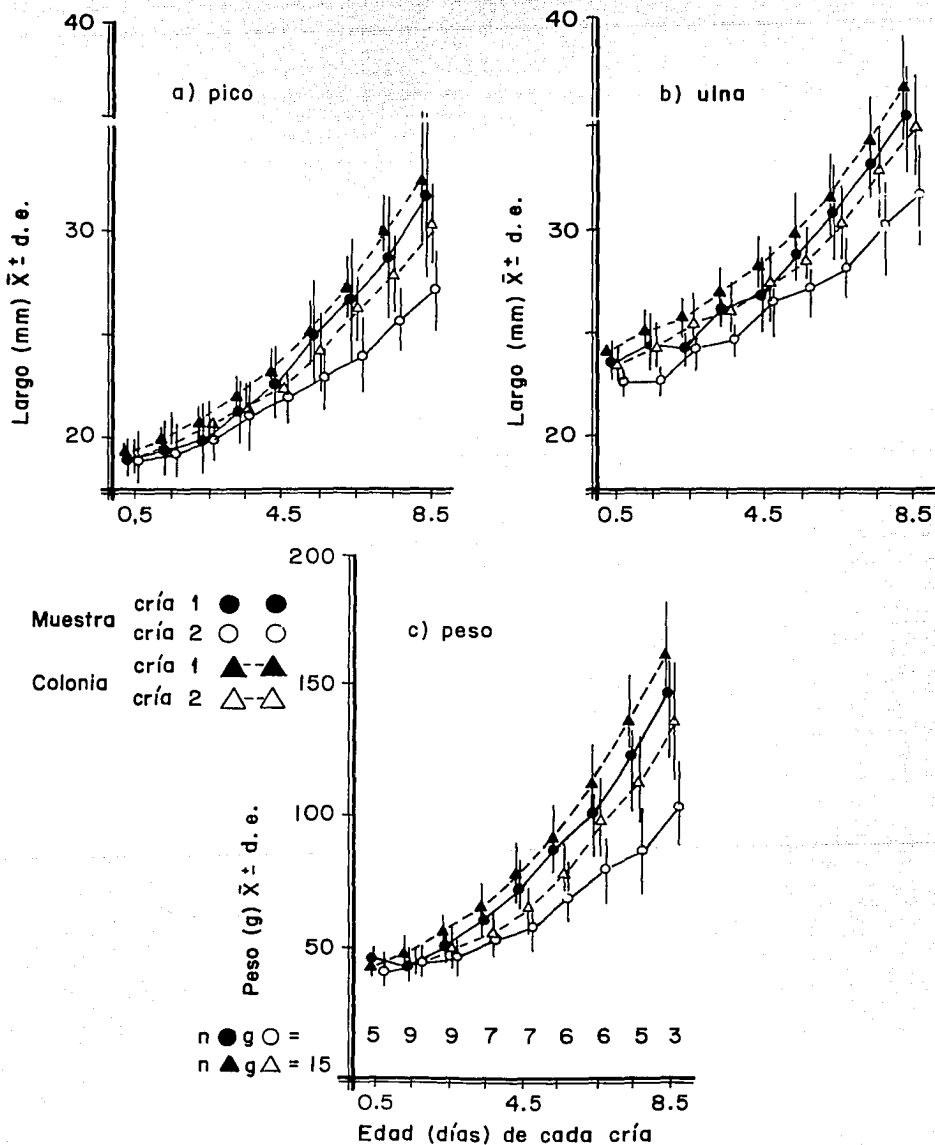 40
30
20
a) pico
Largo (mm) X̄ ± d. e.
0,5 4.5 8.5
40
30
20
b) ulna
Largo (mm) X̄ ± d. e.
0.5 4.5 8.5
Muestra cría 1
cría 2
Colonia cría 1
cría 2
200
150
100
50
15
c) peso
Peso (g) X̄ ± d. e.
n ● g ○ = 5 9 9 7 7 6 6 5 3
n ▲ g △ = 15
0.5 4.5 8.5
Edad (días) de cada cría